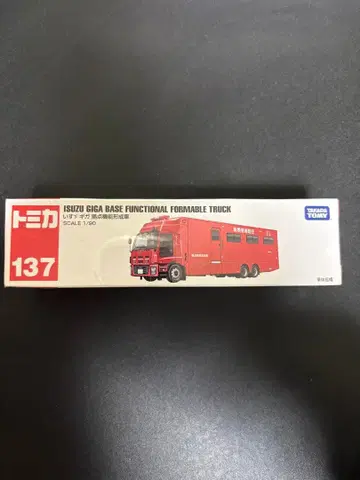 トミカ
137
ISUZU GIGA BASE FUNCTIONAL FORMABLE TRUCK
いすゞ ギガ 拠点機能形成車
SCALE 1/90
TAKARA
TOMY